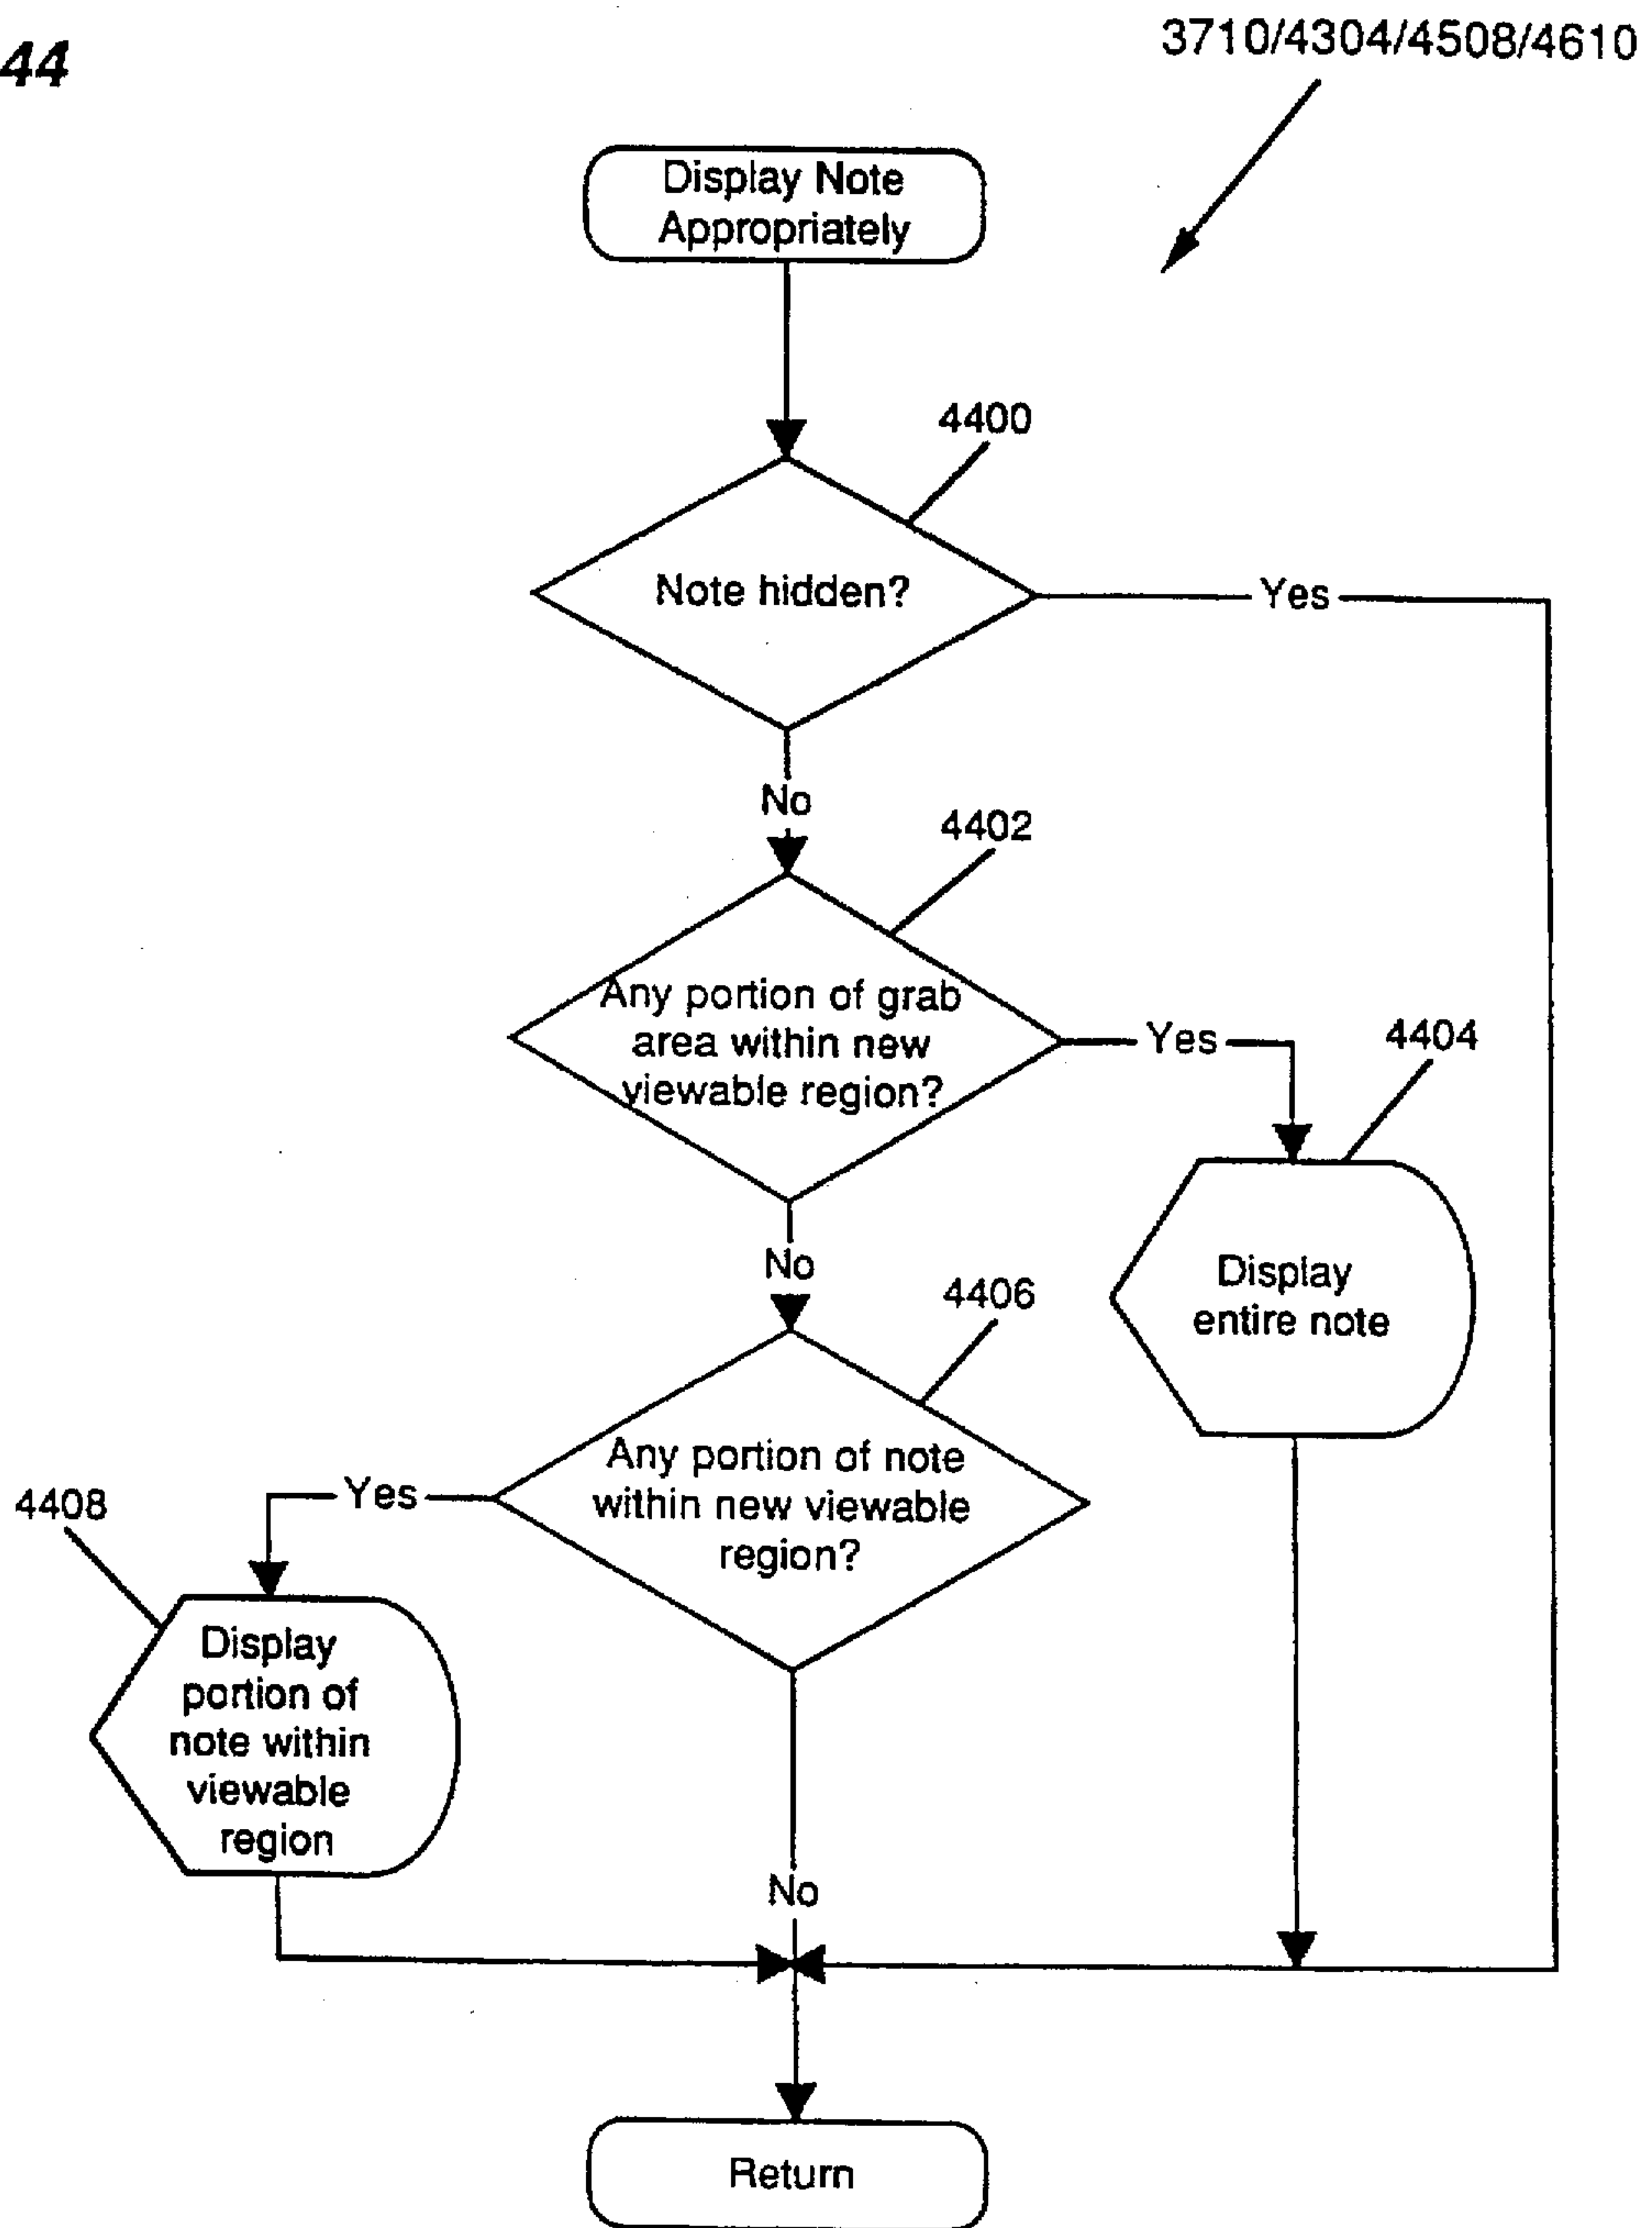 44
3710/4304/4508/4610
Display Note
Appropriately
4400
Note hidden?
Yes
No
4402
Any portion of grab
area within new
viewable region?
Yes
4404
Display
entire note
No
4406
Any portion of note
within new viewable
region?
Yes
4408
Display
portion of
note within
viewable
region
No
Return